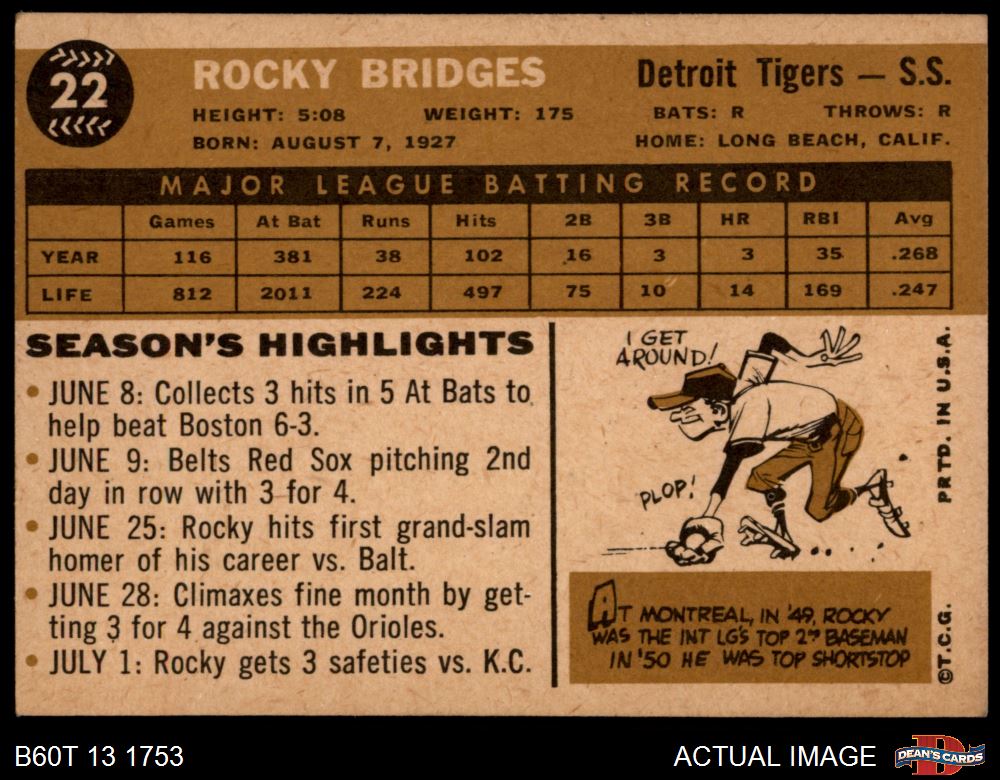 22
ROCKY BRIDGES
Detroit Tigers — S.S.
HEIGHT: 5:08 WEIGHT: 175 BATS: R THROWS: R
BORN: AUGUST 7, 1927 HOME: LONG BEACH, CALIF.
MAJOR LEAGUE BATTING RECORD
Games At Bat Runs Hits 2B 3B HR RBI Avg
YEAR 116 381 38 102 16 3 3 35 .268
LIFE 812 2011 224 497 75 10 14 169 .247
SEASON'S HIGHLIGHTS
• JUNE 8: Collects 3 hits in 5 At Bats to
help beat Boston 6-3.
• JUNE 9: Belts Red Sox pitching 2nd
day in row with 3 for 4.
• JUNE 25: Rocky hits first grand-slam
homer of his career vs. Balt.
• JUNE 28: Climaxes fine month by get-
ting 3 for 4 against the Orioles.
• JULY 1: Rocky gets 3 safeties vs. K.C.
I GET
AROUND!
PLOP!
AT MONTREAL, IN '49, ROCKY
WAS THE INT LG'S TOP 2ND BASEMAN
IN '50 HE WAS TOP SHORTSTOP
PRTD. IN U.S.A.
©T.C.G.
B60T 13 1753
ACTUAL IMAGE
D
DEAN'S CARDS